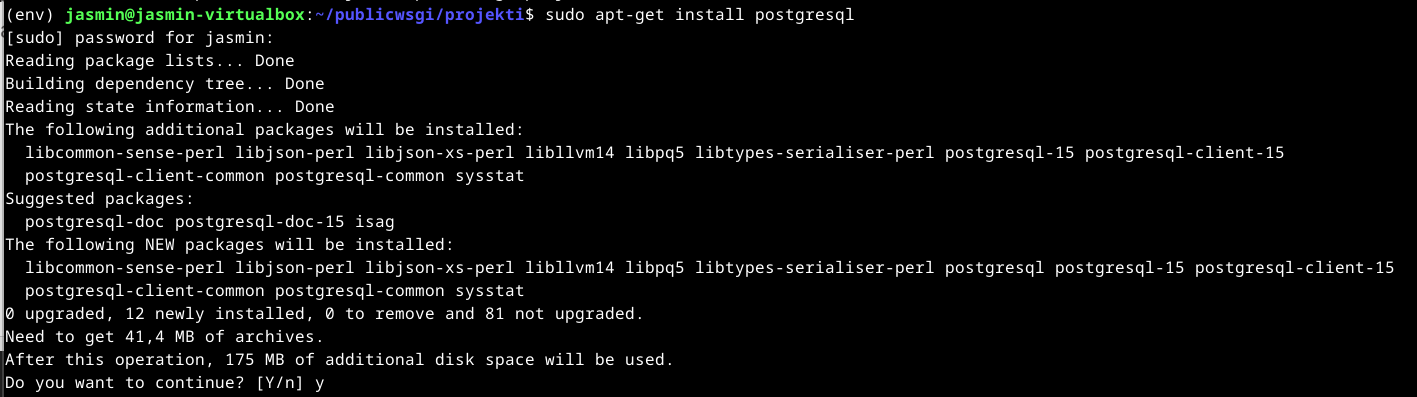 (env) jasmin@jasmin-virtualbox:~/publicwsgi/projekti$ sudo apt-get install postgresql
[sudo] password for jasmin:
Reading package lists... Done
Building dependency tree... Done
Reading state information... Done
The following additional packages will be installed:
  libcommon-sense-perl libjson-perl libjson-xs-perl libllvm14 libpq5 libtypes-serialiser-perl postgresql-15 postgresql-client-15
  postgresql-client-common postgresql-common sysstat
Suggested packages:
  postgresql-doc postgresql-doc-15 isag
The following NEW packages will be installed:
  libcommon-sense-perl libjson-perl libjson-xs-perl libllvm14 libpq5 libtypes-serialiser-perl postgresql postgresql-15 postgresql-client-15
  postgresql-client-common postgresql-common sysstat
0 upgraded, 12 newly installed, 0 to remove and 81 not upgraded.
Need to get 41,4 MB of archives.
After this operation, 175 MB of additional disk space will be used.
Do you want to continue? [Y/n] y